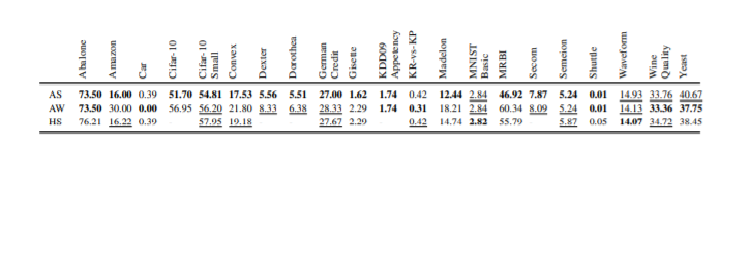 Abalone Amazon Car Cifar-10 Cifar-10 Small Convex Dexter Dorothea German Credit Gisette KDD09 Appetency KR-vs-KP Madelon MNIST Basic MRBI Secom Semeion Shuttle Waveform Wine Quality Yeast
AS 73.50 16.00 0.39 51.70 54.81 17.53 5.56 5.51 27.00 1.62 1.74 0.42 12.44 2.84 46.92 7.87 5.24 0.01 14.93 33.76 40.67
AW 73.50 30.00 0.00 56.95 56.20 21.80 8.33 6.38 28.33 2.29 1.74 0.31 18.21 2.84 60.34 8.09 5.24 0.01 14.13 33.36 37.75
HS 76.21 16.22 0.39 - 57.95 19.18 - - 27.67 2.29 - 0.42 14.74 2.82 55.79 - 5.87 0.05 14.07 34.72 38.45